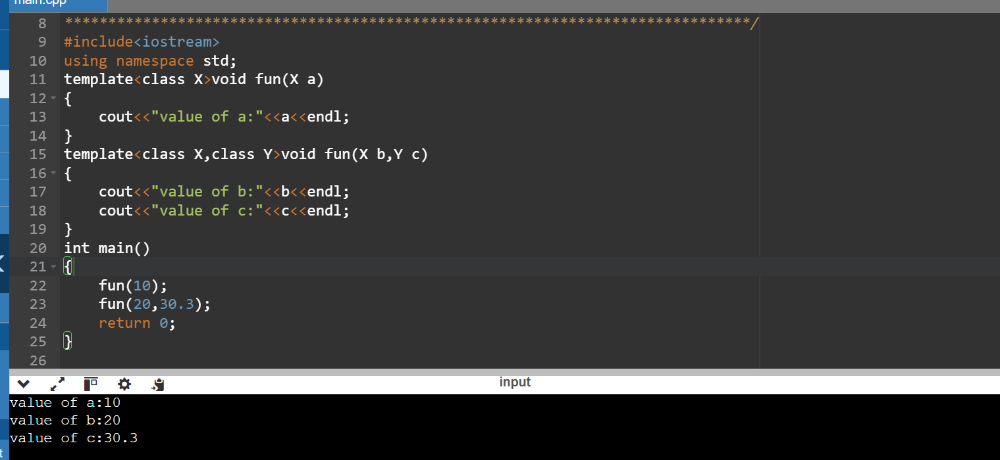 main.cpp
8 *******************************************************************************/
9 #include<iostream>
10 using namespace std;
11 template<class X>void fun(X a)
12 {
13     cout<<"value of a:"<<a<<endl;
14 }
15 template<class X,class Y>void fun(X b,Y c)
16 {
17     cout<<"value of b:"<<b<<endl;
18     cout<<"value of c:"<<c<<endl;
19 }
20 int main()
21 {
22     fun(10);
23     fun(20,30.3);
24     return 0;
25 }
26
input
value of a:10
value of b:20
value of c:30.3
t